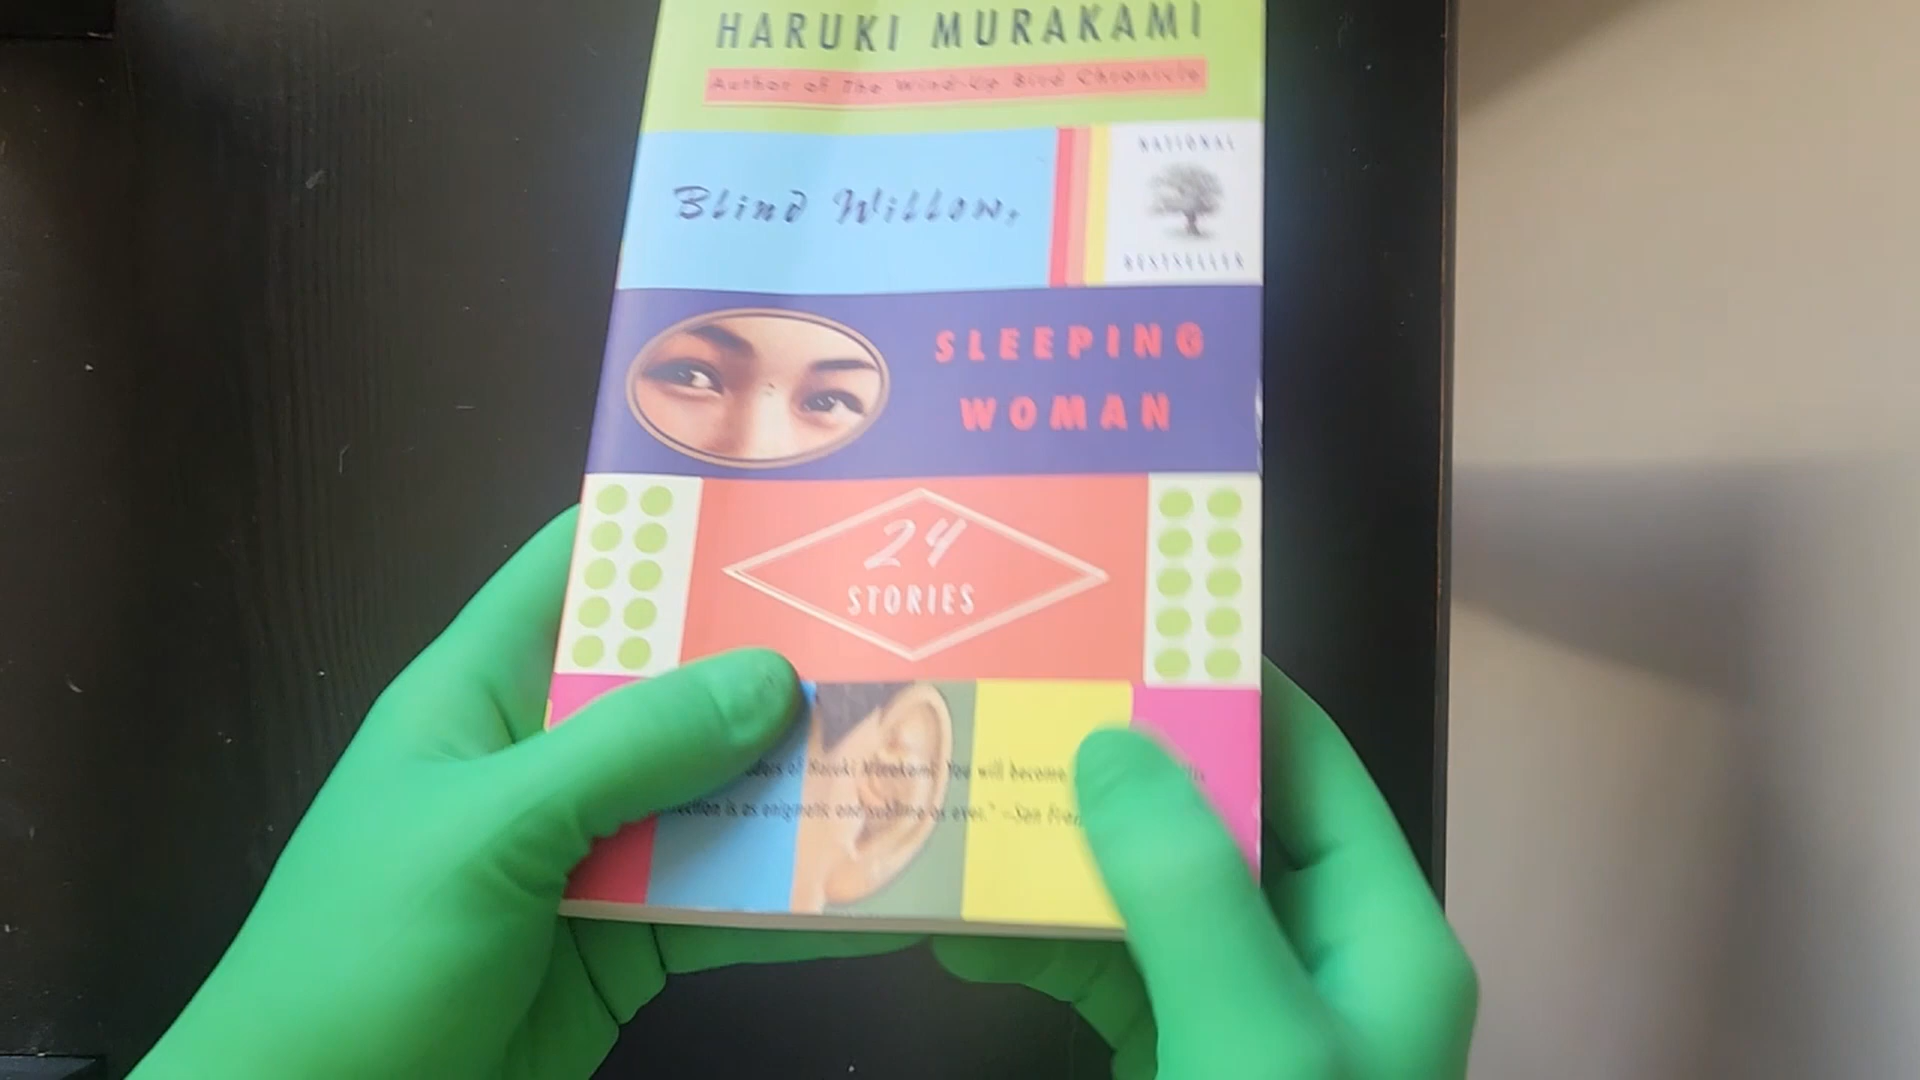 HARUKI MURAKAMI
Author of The Wind-Up Bird Chronicle
Blind Willow,
NATIONAL
BESTSELLER
SLEEPING
WOMAN
24
STORIES
of Haruki Murakami. You will become
is as enigmatic and sublime as ever." —San